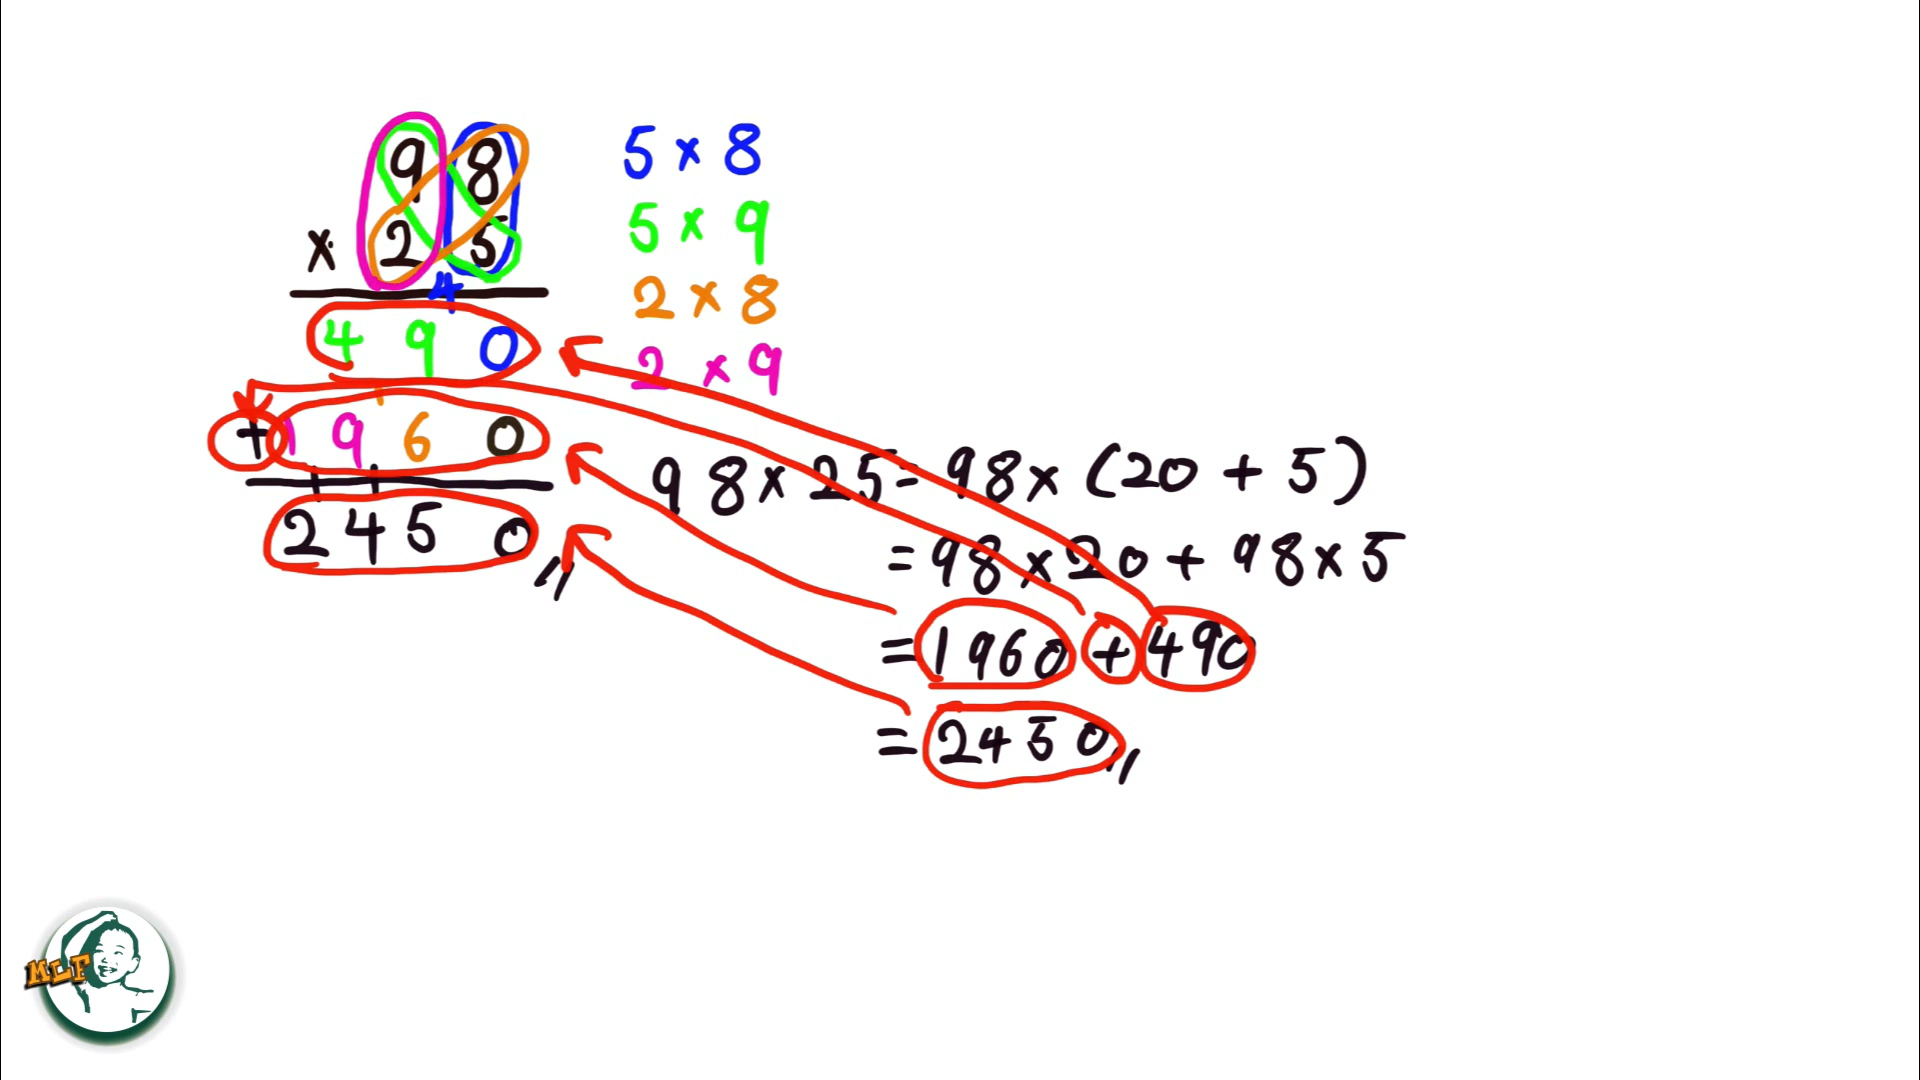 98
× 25
4
490
+1960
2450
5 × 8
5 × 9
2 × 8
2 × 9
98 × 25 = 98 × (20 + 5)
= 98 × 20 + 98 × 5
= 1960 + 490
= 2450
MLF